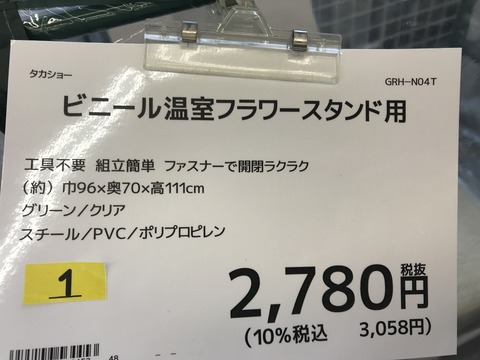 タカショー
GRH-N04T
ビニール温室フラワースタンド用
工具不要 組立簡単 ファスナーで開閉ラクラク
(約) 巾96×奥70×高111cm
グリーン/クリア
スチール/PVC/ポリプロピレン
1
2,780円 税抜
(10%税込 3,058円)
48